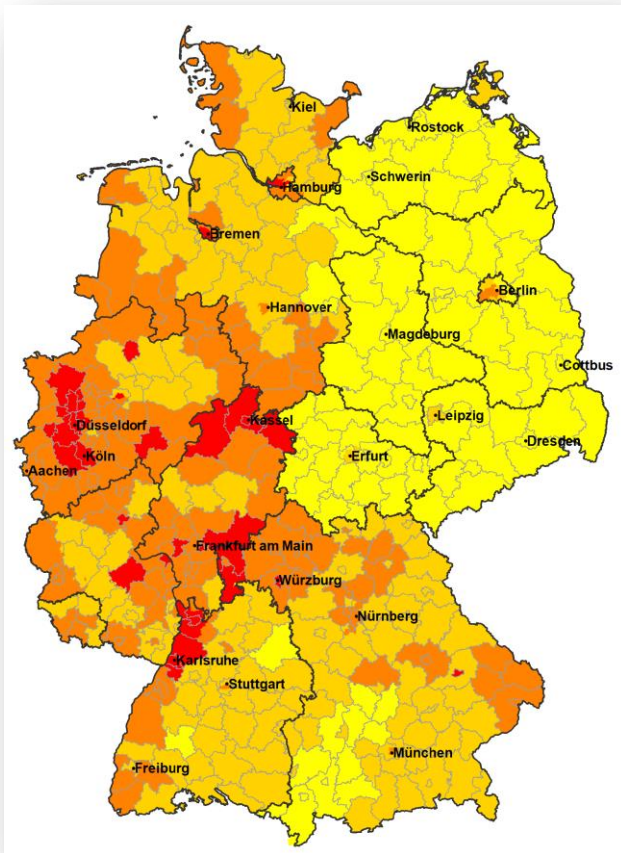 Kiel
Rostock
Schwerin
Hamburg
Bremen
Berlin
Hannover
Magdeburg
Cottbus
Kassel
Leipzig
Düsseldorf
Dresden
Köln
Erfurt
Aachen
Frankfurt am Main
Würzburg
Nürnberg
Karlsruhe
Stuttgart
München
Freiburg